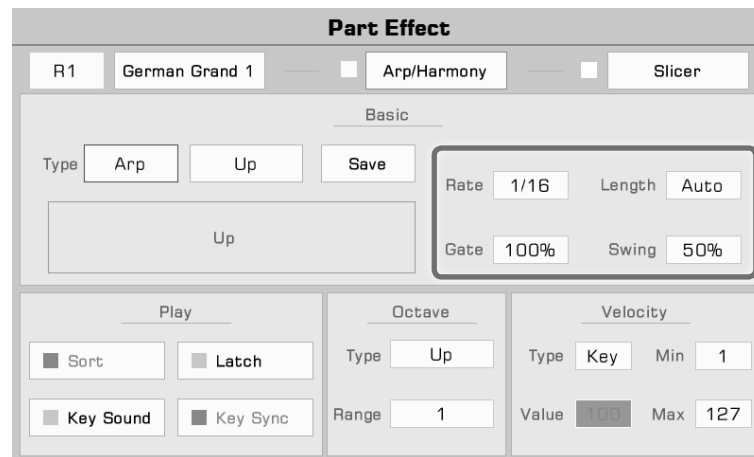 Part Effect
R1 German Grand 1 Arp/Harmony Slicer
Basic
Type Arp Up Save
Rate 1/16 Length Auto
Up
Gate 100% Swing 50%
Play
Sort Latch
Key Sound Key Sync
Octave
Type Up
Range 1
Velocity
Type Key Min 1
Value 100 Max 127